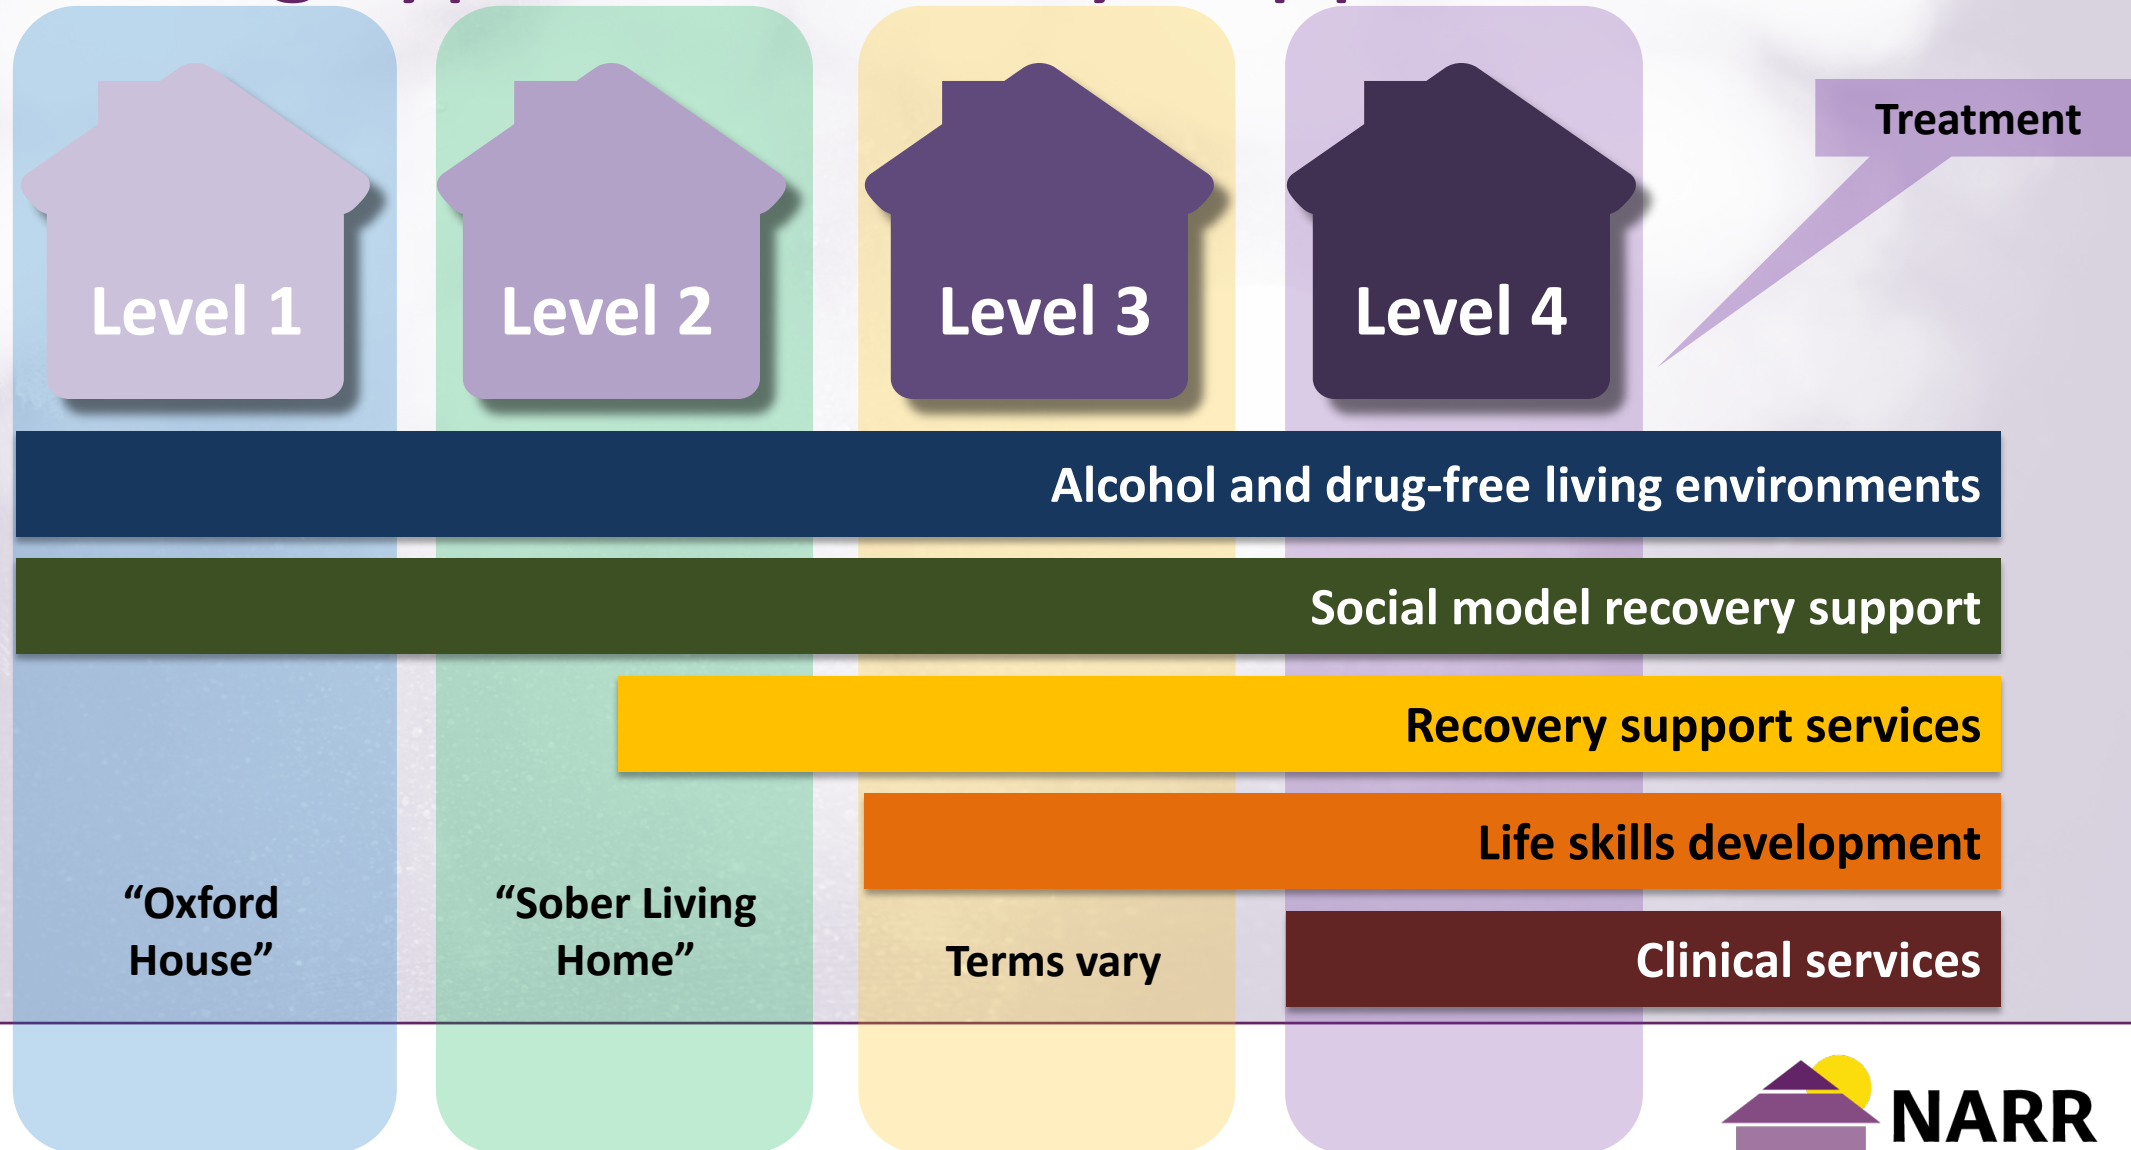 Level 1
Level 2
Level 3
Level 4
Treatment
Alcohol and drug-free living environments
Social model recovery support
Recovery support services
Life skills development
Clinical services
“Oxford
House”
“Sober Living
Home”
Terms vary
NARR